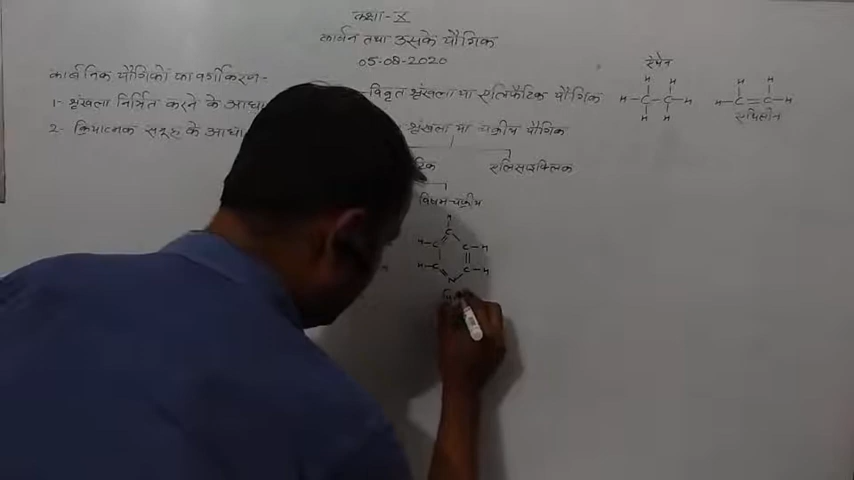 कक्षा - X
कार्बन तथा उसके यौगिक
05-08-2020
कार्बनिक यौगिकों का वर्गीकरण-
1- श्रृंखला निर्मित करने के आधा
विवृत श्रृंखला या एलिफैटिक यौगिक
2- क्रियात्मक समूह के आधा
श्रृंखला या चक्रीय यौगिक
टिक
एलिसाइक्लिक
विषम-चक्रीय
H
C
H-C C-H
H-C C-H
N
H
एथेन
H H
H-C-C-H
H H
H H
H-C=C-H
एथिलीन